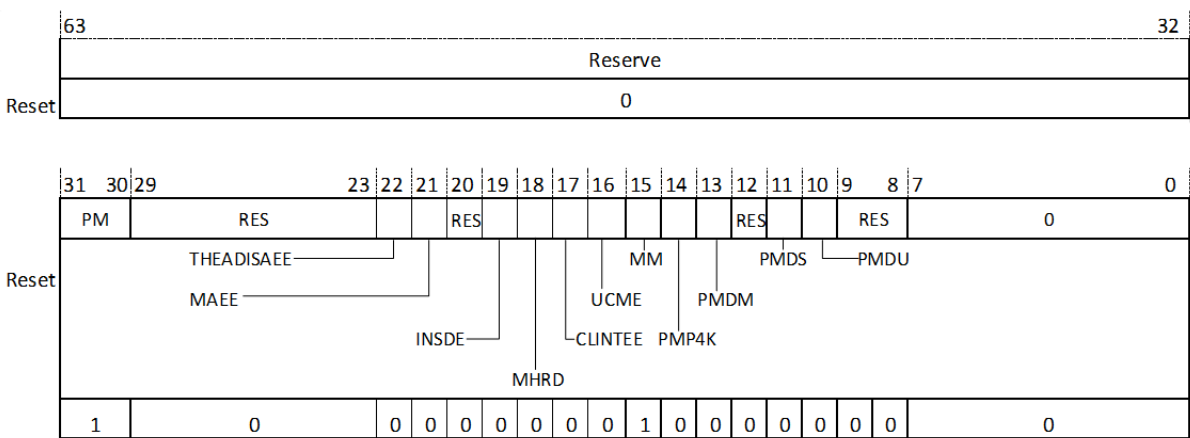 63 32
Reserve
Reset 0
31 30 29 23 22 21 20 19 18 17 16 15 14 13 12 11 10 9 8 7 0
PM RES RES RES RES 0
THEADISAEE MM PMDS PMDU
Reset
MAEE UCME PMDM
INSDE CLINTEE PMP4K
MHRD
1 0 0 0 0 0 0 0 0 1 0 0 0 0 0 0 0 0